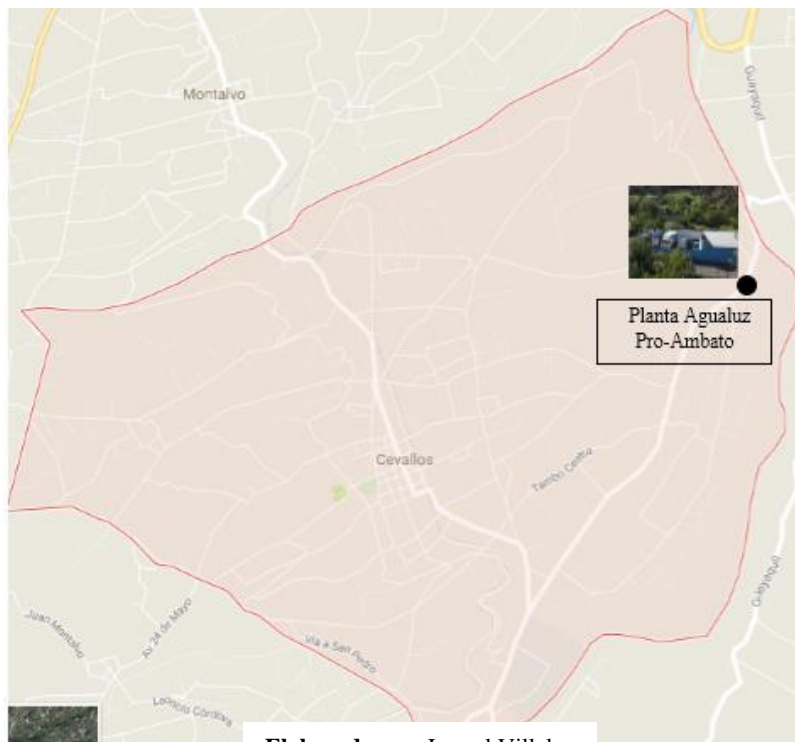 Montalvo
Guayaquil
Planta Agualuz
Pro-Ambato
Cevallos
Tambo Centro
Guayaquil
Juan Montalvo
Av 24 de Mayo
Vía a San Pedro
Leopoldo Córdova